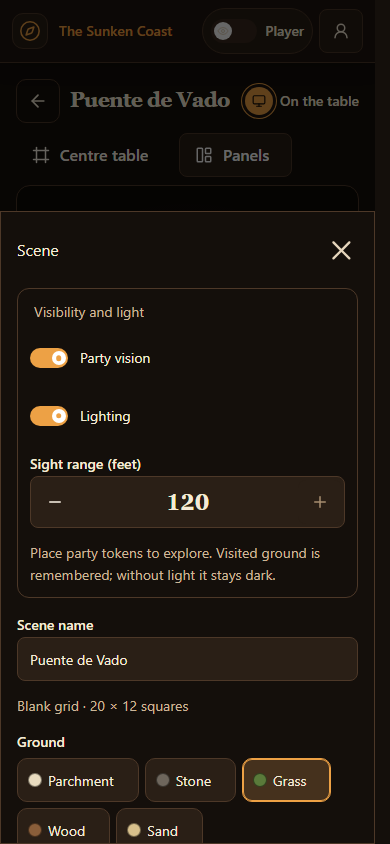 The Sunken Coast
Player
Puente de Vado
On the table
Centre table
Panels
Scene
Visibility and light
Party vision
Lighting
Sight range (feet)
− 120 +
Place party tokens to explore. Visited ground is
remembered; without light it stays dark.
Scene name
Puente de Vado
Blank grid · 20 × 12 squares
Ground
Parchment
Stone
Grass
Wood
Sand